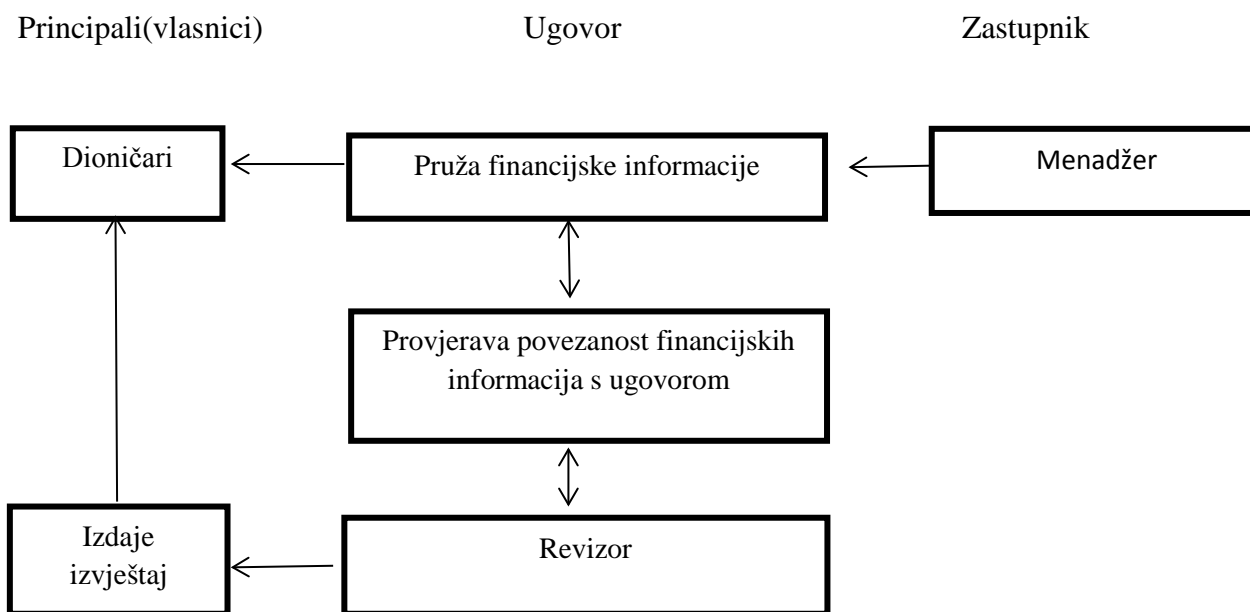 Principali(vlasnici)
Ugovor
Zastupnik
Dioničari
Pruža financijske informacije
Menadžer
Provjerava povezanost financijskih
informacija s ugovorom
Izdaje
izvještaj
Revizor